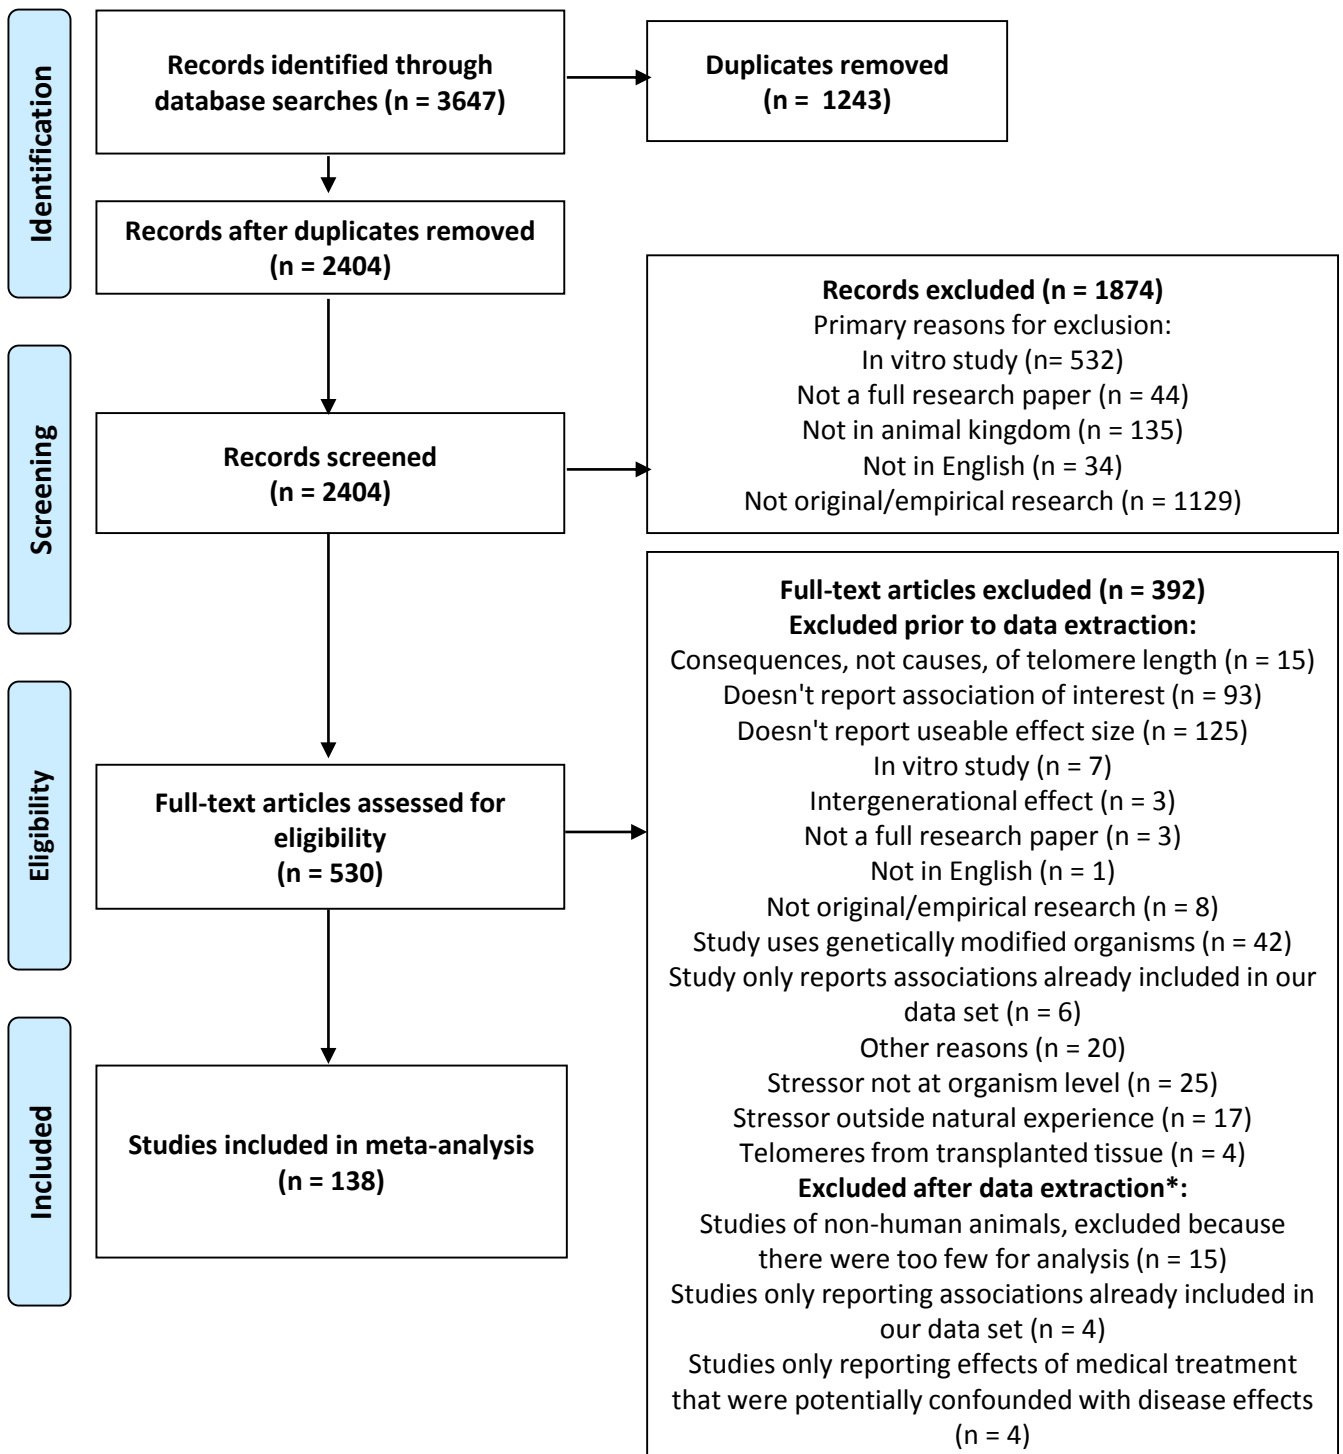 Identification
Records identified through
database searches (n = 3647)
Duplicates removed
(n = 1243)
Records after duplicates removed
(n = 2404)
Screening
Records screened
(n = 2404)
Records excluded (n = 1874)
Primary reasons for exclusion:
In vitro study (n= 532)
Not a full research paper (n = 44)
Not in animal kingdom (n = 135)
Not in English (n = 34)
Not original/empirical research (n = 1129)
Eligibility
Full-text articles assessed for
eligibility
(n = 530)
Full-text articles excluded (n = 392)
Excluded prior to data extraction:
Consequences, not causes, of telomere length (n = 15)
Doesn't report association of interest (n = 93)
Doesn't report useable effect size (n = 125)
In vitro study (n = 7)
Intergenerational effect (n = 3)
Not a full research paper (n = 3)
Not in English (n = 1)
Not original/empirical research (n = 8)
Study uses genetically modified organisms (n = 42)
Study only reports associations already included in our
data set (n = 6)
Other reasons (n = 20)
Stressor not at organism level (n = 25)
Stressor outside natural experience (n = 17)
Telomeres from transplanted tissue (n = 4)
Excluded after data extraction*:
Studies of non-human animals, excluded because
there were too few for analysis (n = 15)
Studies only reporting associations already included in
our data set (n = 4)
Studies only reporting effects of medical treatment
that were potentially confounded with disease effects
(n = 4)
Included
Studies included in meta-analysis
(n = 138)